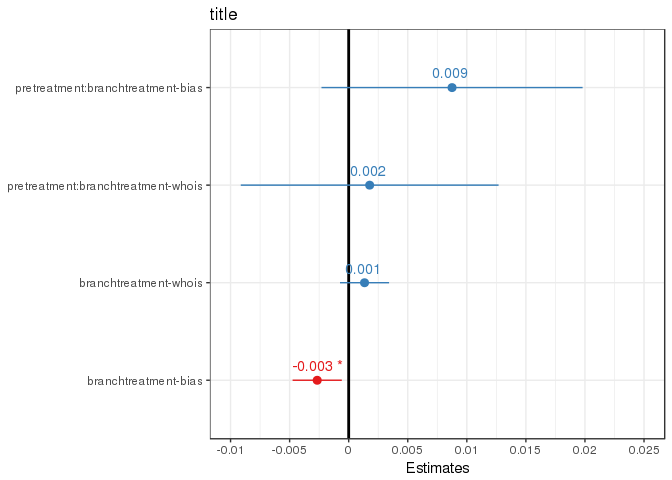 title
pretreatment:branchtreatment-bias
0.009
pretreatment:branchtreatment-whois
0.002
branchtreatment-whois
0.001
branchtreatment-bias
-0.003 *
-0.01 -0.005 0 0.005 0.01 0.015 0.02 0.025
Estimates